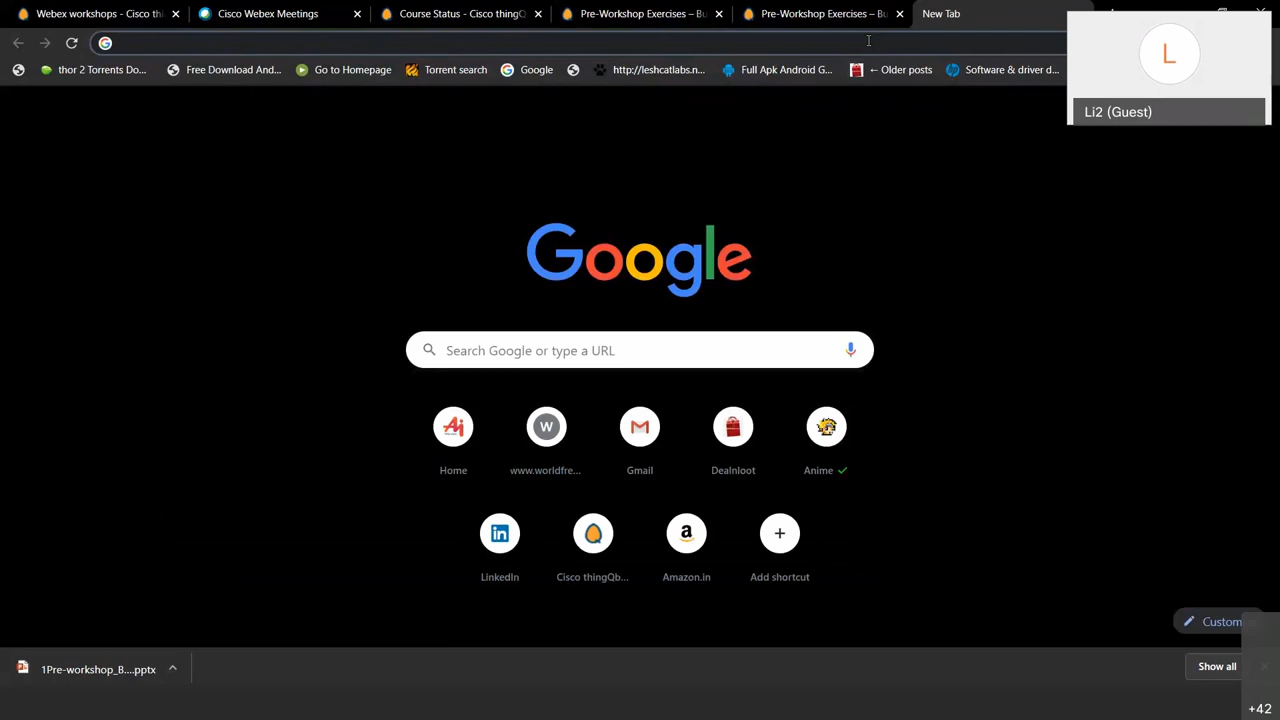 Webex workshops - Cisco thi
Cisco Webex Meetings
Course Status - Cisco thingQ
Pre-Workshop Exercises – Bu
Pre-Workshop Exercises – Bu
New Tab
thor 2 Torrents Do...
Free Download And...
Go to Homepage
Torrent search
Google
http://leshcatlabs.n...
Full Apk Android G...
← Older posts
Software & driver d...
L
Li2 (Guest)
Google
Search Google or type a URL
Home
W
www.worldfre...
Gmail
Dealnloot
Anime
in
LinkedIn
Cisco thingQb...
a
Amazon.in
Add shortcut
Custom
1Pre-workshop_B....pptx
Show all
+42